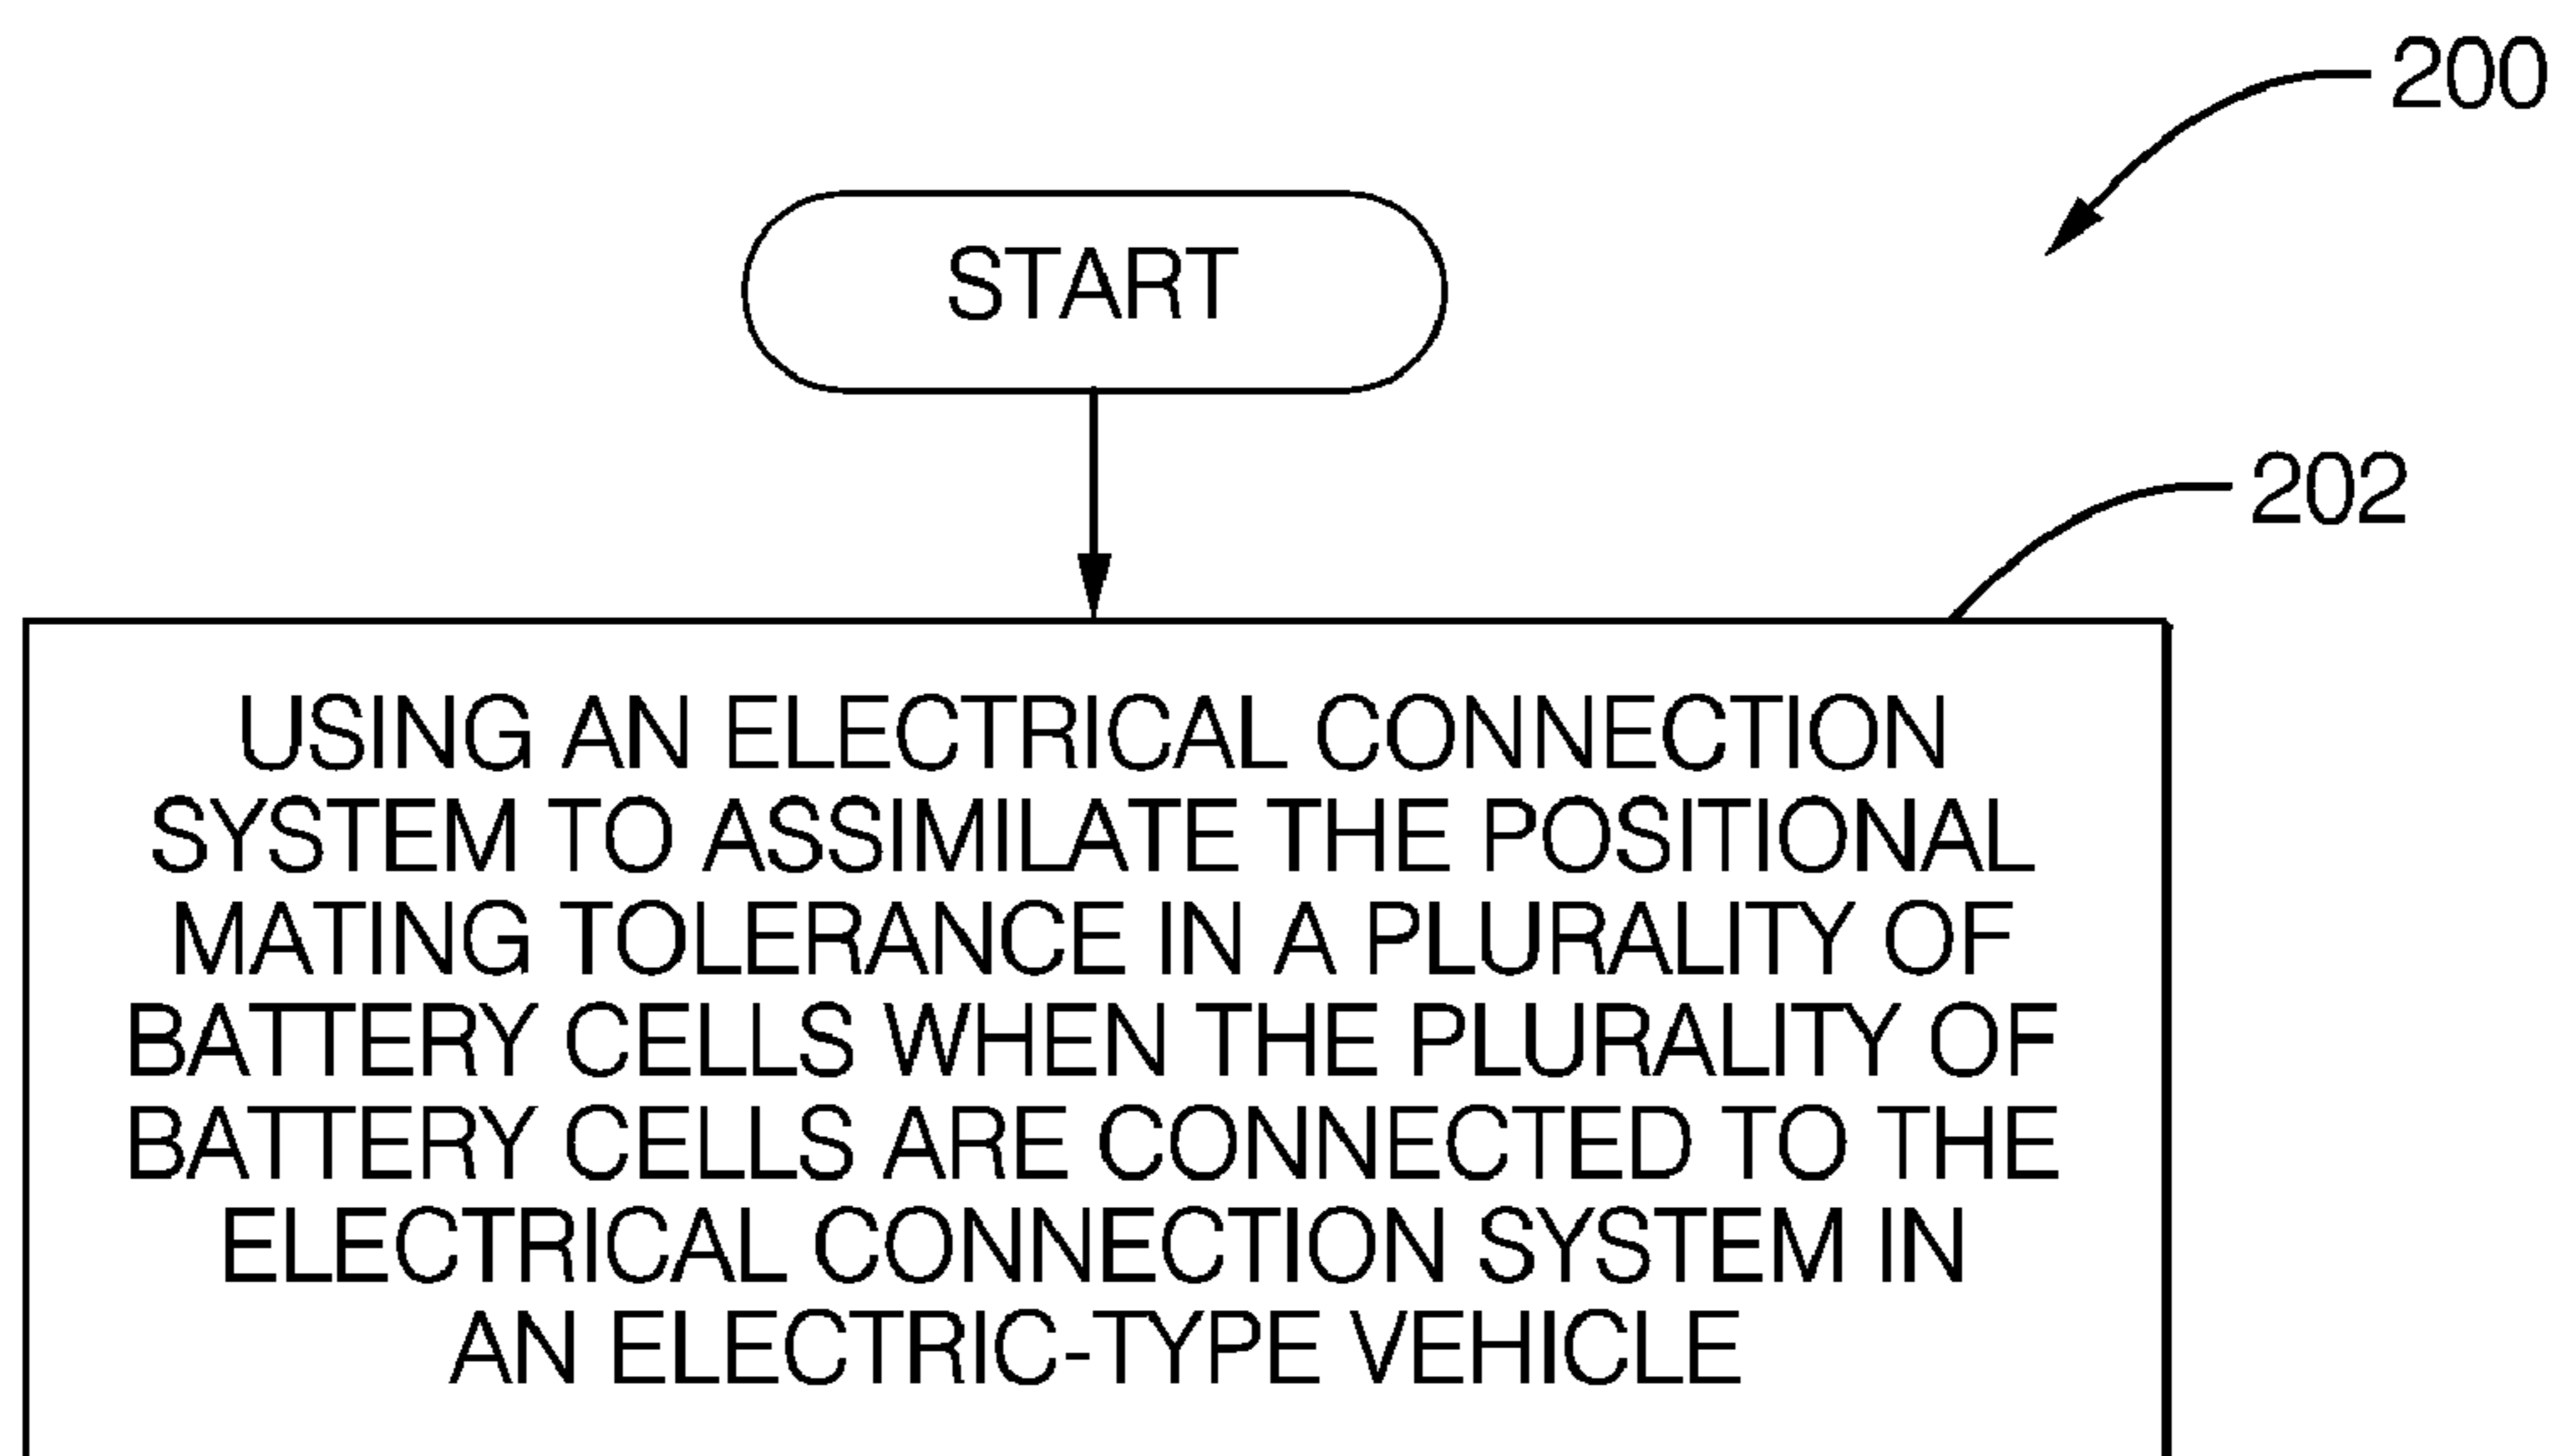 200
START
202
USING AN ELECTRICAL CONNECTION
SYSTEM TO ASSIMILATE THE POSITIONAL
MATING TOLERANCE IN A PLURALITY OF
BATTERY CELLS WHEN THE PLURALITY OF
BATTERY CELLS ARE CONNECTED TO THE
ELECTRICAL CONNECTION SYSTEM IN
AN ELECTRIC-TYPE VEHICLE